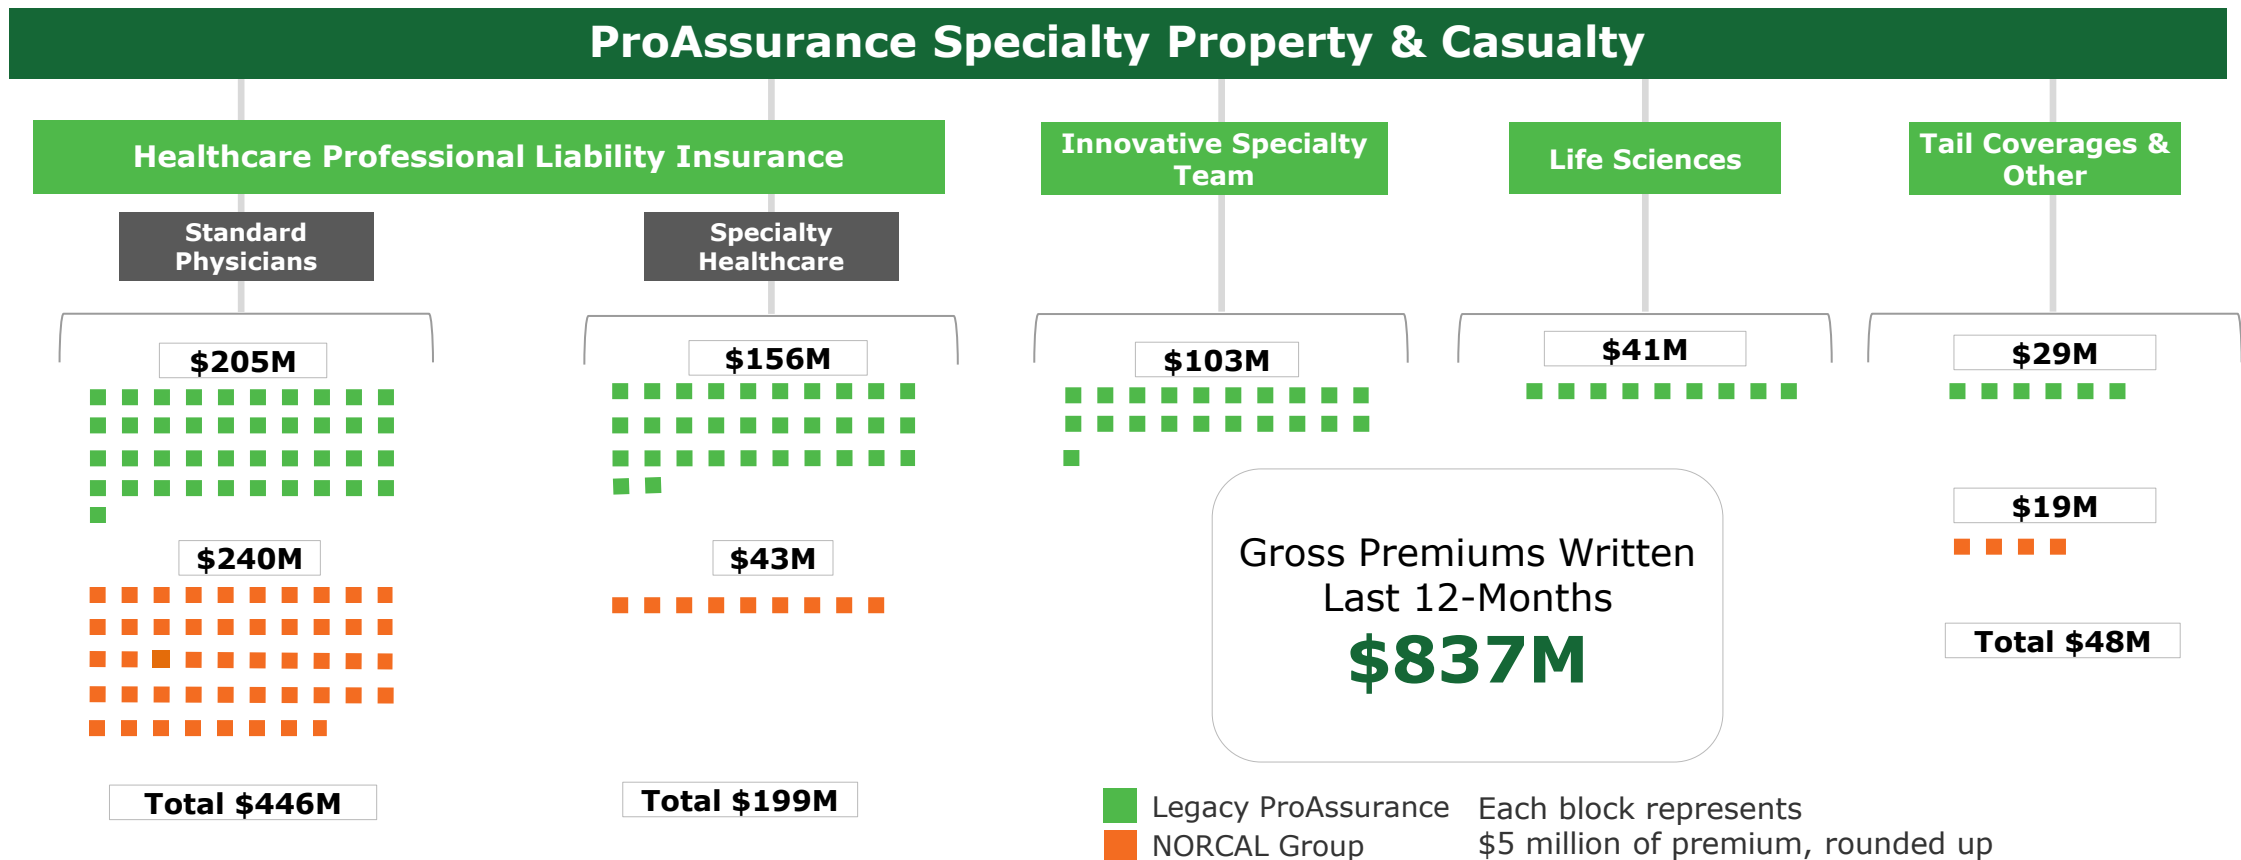 ProAssurance Specialty Property & Casualty
Healthcare Professional Liability Insurance
Innovative Specialty
Team
Life Sciences
Tail Coverages &
Other
Standard
Physicians
Specialty
Healthcare
$205M
$156M
$103M
$41M
$29M
$240M
$43M
$19M
Gross Premiums Written
Last 12-Months
$837M
Total $446M
Total $199M
Total $48M
Legacy ProAssurance
NORCAL Group
Each block represents
$5 million of premium, rounded up